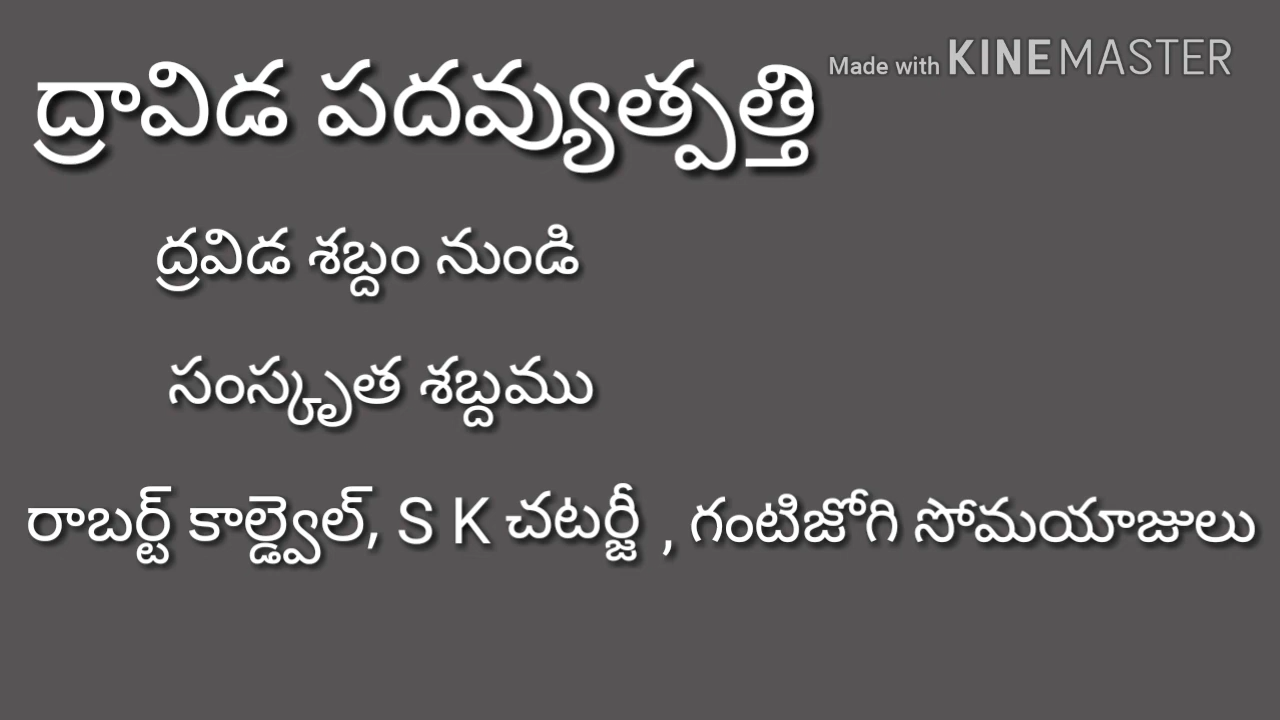 ద్రావిడ పదవ్యుత్పత్తి Made with KINEMASTER
ద్రవిడ శబ్దం నుండి
సంస్కృత శబ్దము
రాబర్ట్ కాల్డ్వెల్, S K చటర్జీ , గంటిజోగి సోమయాజులు